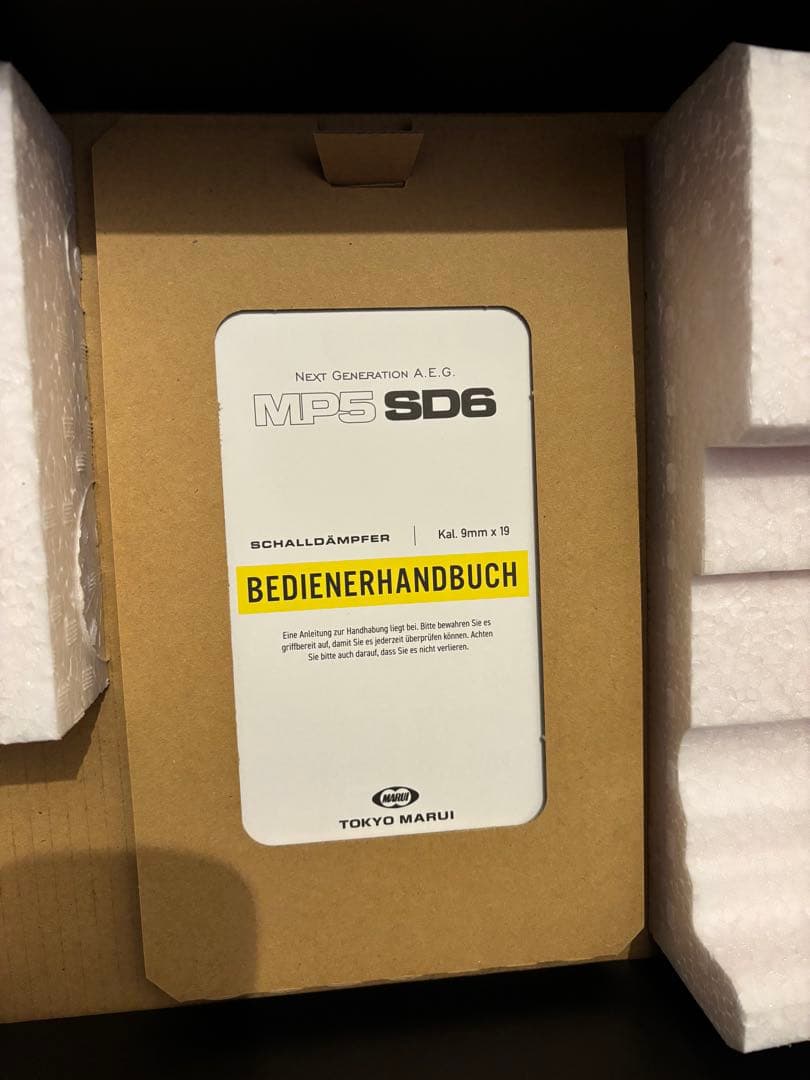 NEXT GENERATION A.E.G.
MP5 SD6
SCHALLDÄMPFER | Kal. 9mm x 19
BEDIENERHANDBUCH
Eine Anleitung zur Handhabung liegt bei. Bitte bewahren Sie es
griffbereit auf, damit Sie es jederzeit überprüfen können. Achten
Sie bitte auch darauf, dass Sie es nicht verlieren.
MARUI
TOKYO MARUI